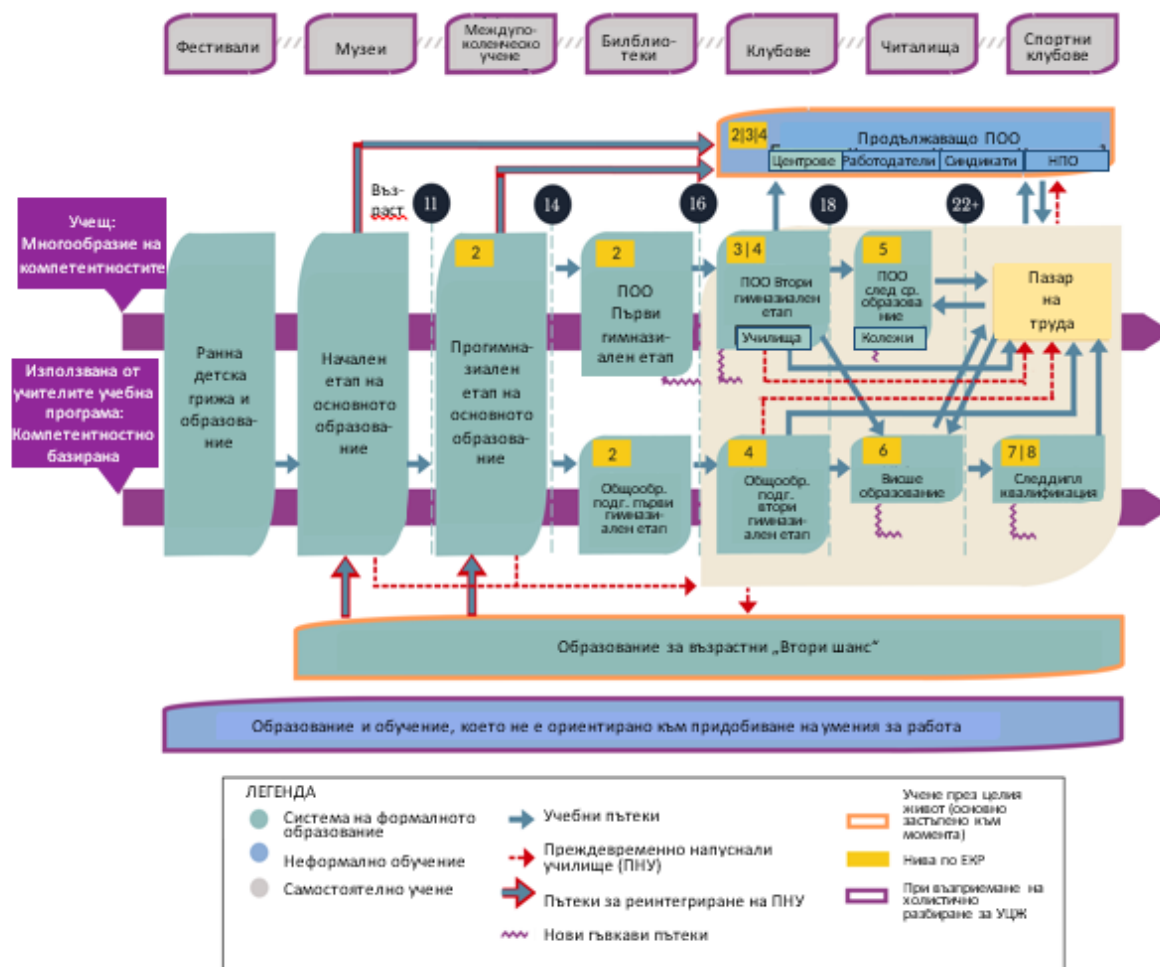 Фестивали
Музеи
Междупо-
коленческо
учене
Билблио-
теки
Клубове
Читалища
Спортни
клубове
2|3|4
Продължаващо ПОО
Центрове
Работодатели
Синдикати
НПО
Въз-
раст
11
14
16
18
22+
Учещ:
Многообразие на
компетентностите
Използвана от
учителите учебна
програма:
Компетентностно
базирана
Ранна
детска
грижа и
образова-
ние
Начален
етап на
основното
образова-
ние
2
Прогимна-
зиален
етап на
основното
образова-
ние
2
ПОО
Първи
гимнази-
ален етап
3|4
ПОО Втори
гимназиален
етап
Училища
5
ПОО
след ср.
образова
ние
Колежи
Пазар
на
труда
2
Общообр.
подг. първи
гимнази-
ален етап
4
Общообр.
подг.
втори
гимнази-
ален етап
6
Висше
образование
7|8
Следдипл
квалификация
Образование за възрастни „Втори шанс“
Образование и обучение, което не е ориентирано към придобиване на умения за работа
ЛЕГЕНДА
Система на формалното
образование
Неформално обучение
Самостоятелно учене
Учебни пътеки
Преждевременно напуснали
училище (ПНУ)
Пътеки за реинтегриране на ПНУ
Нови гъвкави пътеки
Учене през целия
живот (основно
застъпено към
момента)
Нива по ЕКР
При възприемане на
холистично
разбиране за УЦЖ